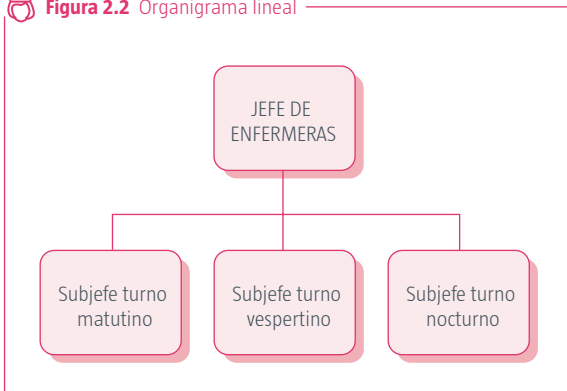 Figura 2.2 Organigrama lineal
JEFE DE
ENFERMERAS
Subjefe turno
matutino
Subjefe turno
vespertino
Subjefe turno
nocturno